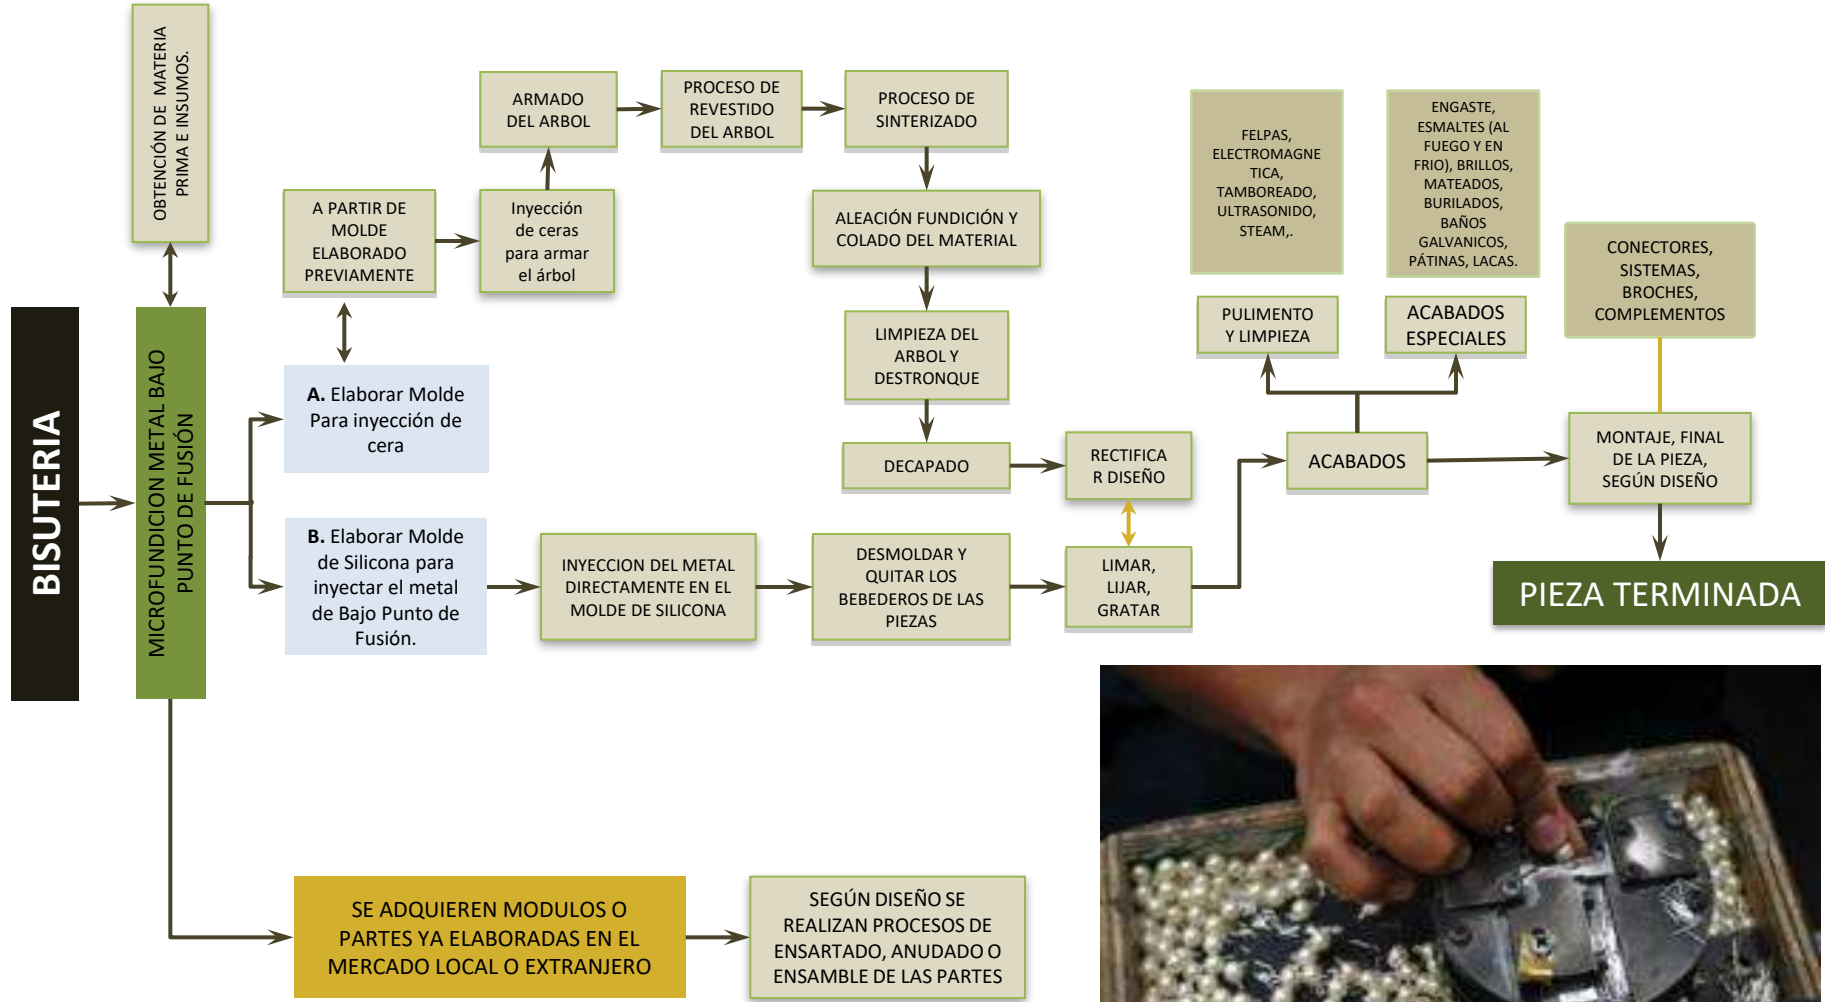 BISUTERIA
MICROFUNDICION METAL BAJO
PUNTO DE FUSIÓN
OBTENCIÓN DE MATERIA
PRIMA E INSUMOS.
A PARTIR DE
MOLDE
ELABORADO
PREVIAMENTE
Inyección
de ceras
para armar
el árbol
ARMADO
DEL ARBOL
PROCESO DE
REVESTIDO
DEL ARBOL
PROCESO DE
SINTERIZADO
ALEACIÓN FUNDICIÓN Y
COLADO DEL MATERIAL
LIMPIEZA DEL
ARBOL Y
DESTRONQUE
DECAPADO
RECTIFICA
R DISEÑO
A. Elaborar Molde
Para inyección de
cera
B. Elaborar Molde
de Silicona para
inyectar el metal
de Bajo Punto de
Fusión.
INYECCION DEL METAL
DIRECTAMENTE EN EL
MOLDE DE SILICONA
DESMOLDAR Y
QUITAR LOS
BEBEDEROS DE LAS
PIEZAS
LIMAR,
LIJAR,
GRATAR
ACABADOS
PULIMENTO
Y LIMPIEZA
FELPAS,
ELECTROMAGNE
TICA,
TAMBOREADO,
ULTRASONIDO,
STEAM,.
ACABADOS
ESPECIALES
ENGASTE,
ESMALTES (AL
FUEGO Y EN
FRIO), BRILLOS,
MATEADOS,
BURILADOS,
BAÑOS
GALVANICOS,
PÁTINAS, LACAS.
CONECTORES,
SISTEMAS,
BROCHES,
COMPLEMENTOS
MONTAJE, FINAL
DE LA PIEZA,
SEGÚN DISEÑO
PIEZA TERMINADA
SE ADQUIEREN MODULOS O
PARTES YA ELABORADAS EN EL
MERCADO LOCAL O EXTRANJERO
SEGÚN DISEÑO SE
REALIZAN PROCESOS DE
ENSARTADO, ANUDADO O
ENSAMBLE DE LAS PARTES